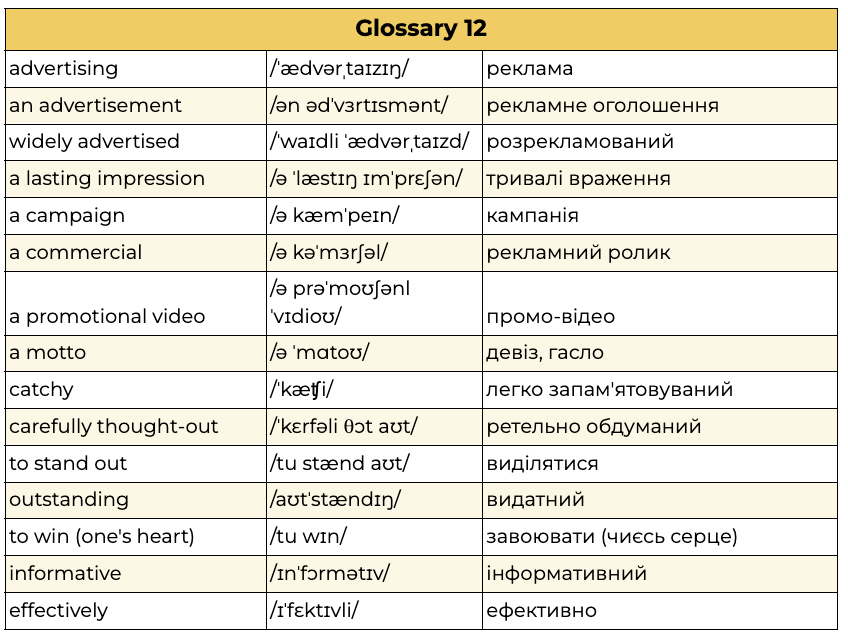 Glossary 12
advertising /ˈædvərˌtaɪzɪŋ/ реклама
an advertisement /ən ədˈvɜrtɪsmənt/ рекламне оголошення
widely advertised /ˈwaɪdli ˈædvərˌtaɪzd/ розрекламований
a lasting impression /ə ˈlæstɪŋ ɪmˈprɛʃən/ тривалі враження
a campaign /ə kæmˈpeɪn/ кампанія
a commercial /ə kəˈmɜrʃəl/ рекламний ролик
a promotional video /ə prəˈmoʊʃənl
ˈvɪdioʊ/ промо-відео
a motto /ə ˈmɑtoʊ/ девіз, гасло
catchy /ˈkæʧi/ легко запам'ятовуваний
carefully thought-out /ˈkɛrfəli θɔt aʊt/ ретельно обдуманий
to stand out /tu stænd aʊt/ виділятися
outstanding /aʊtˈstændɪŋ/ видатний
to win (one's heart) /tu wɪn/ завоювати (чиєсь серце)
informative /ɪnˈfɔrmətɪv/ інформативний
effectively /ɪˈfɛktɪvli/ ефективно